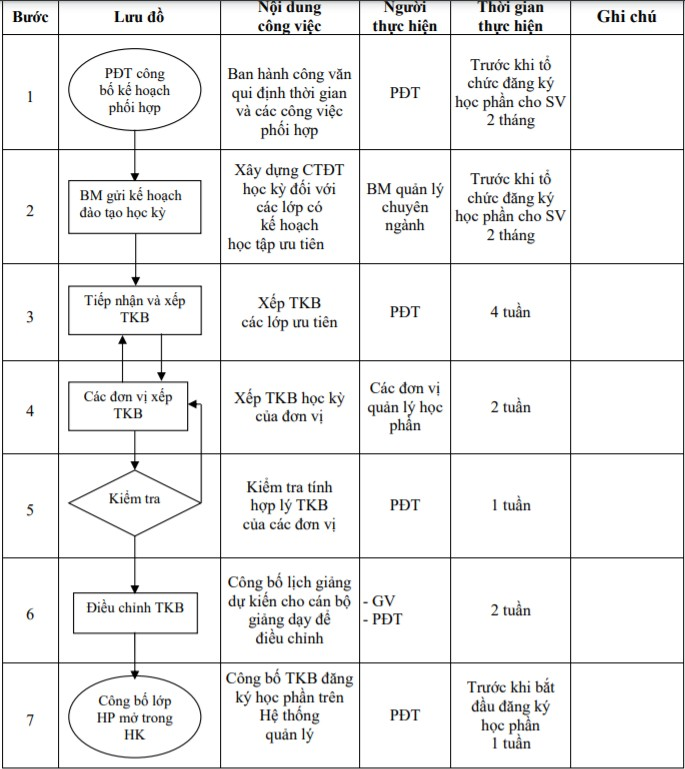 Bước
Lưu đồ
Nội dung
công việc
Người
thực hiện
Thời gian
thực hiện
Ghi chú
1
PĐT công
bố kế hoạch
phối hợp
Ban hành công văn
qui định thời gian
và các công việc
phối hợp
PĐT
Trước khi tổ
chức đăng ký
học phần cho SV
2 tháng
2
BM gửi kế hoạch
đào tạo học kỳ
Xây dựng CTĐT
học kỳ đối với
các lớp có
kế hoạch
học tập ưu tiên
BM quản lý
chuyên
ngành
Trước khi tổ
chức đăng ký
học phần cho SV
2 tháng
3
Tiếp nhận và xếp
TKB
Xếp TKB
các lớp ưu tiên
PĐT
4 tuần
4
Các đơn vị xếp
TKB
Xếp TKB học kỳ
của đơn vị
Các đơn vị
quản lý học
phần
2 tuần
5
Kiểm tra
Kiểm tra tính
hợp lý TKB
của các đơn vị
PĐT
1 tuần
6
Điều chỉnh TKB
Công bố lịch giảng
dự kiến cho cán bộ
giảng dạy để
điều chỉnh
- GV
- PĐT
2 tuần
7
Công bố lớp
HP mở trong
HK
Công bố TKB đăng
ký học phần trên
Hệ thống
quản lý
PĐT
Trước khi bắt
đầu đăng ký
học phần
1 tuần